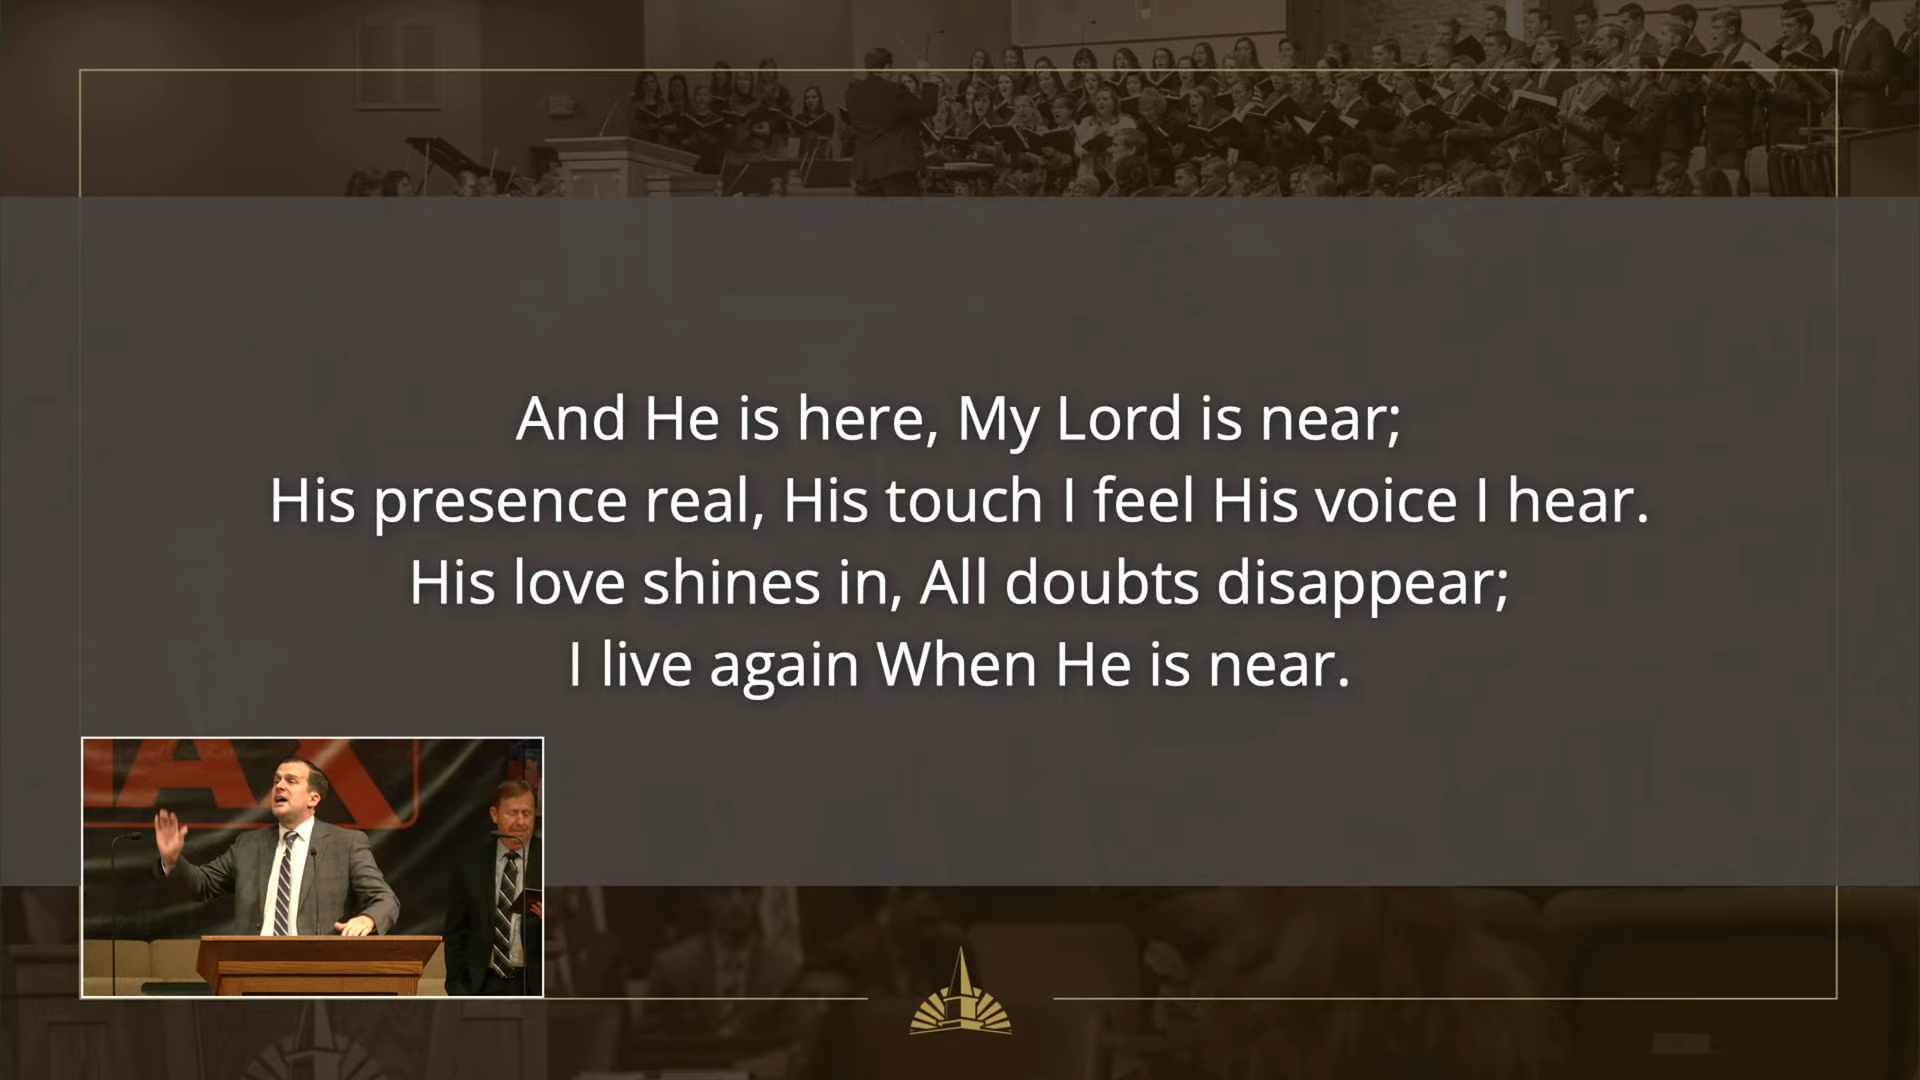 And He is here, My Lord is near;
His presence real, His touch I feel His voice I hear.
His love shines in, All doubts disappear;
I live again When He is near.
AX